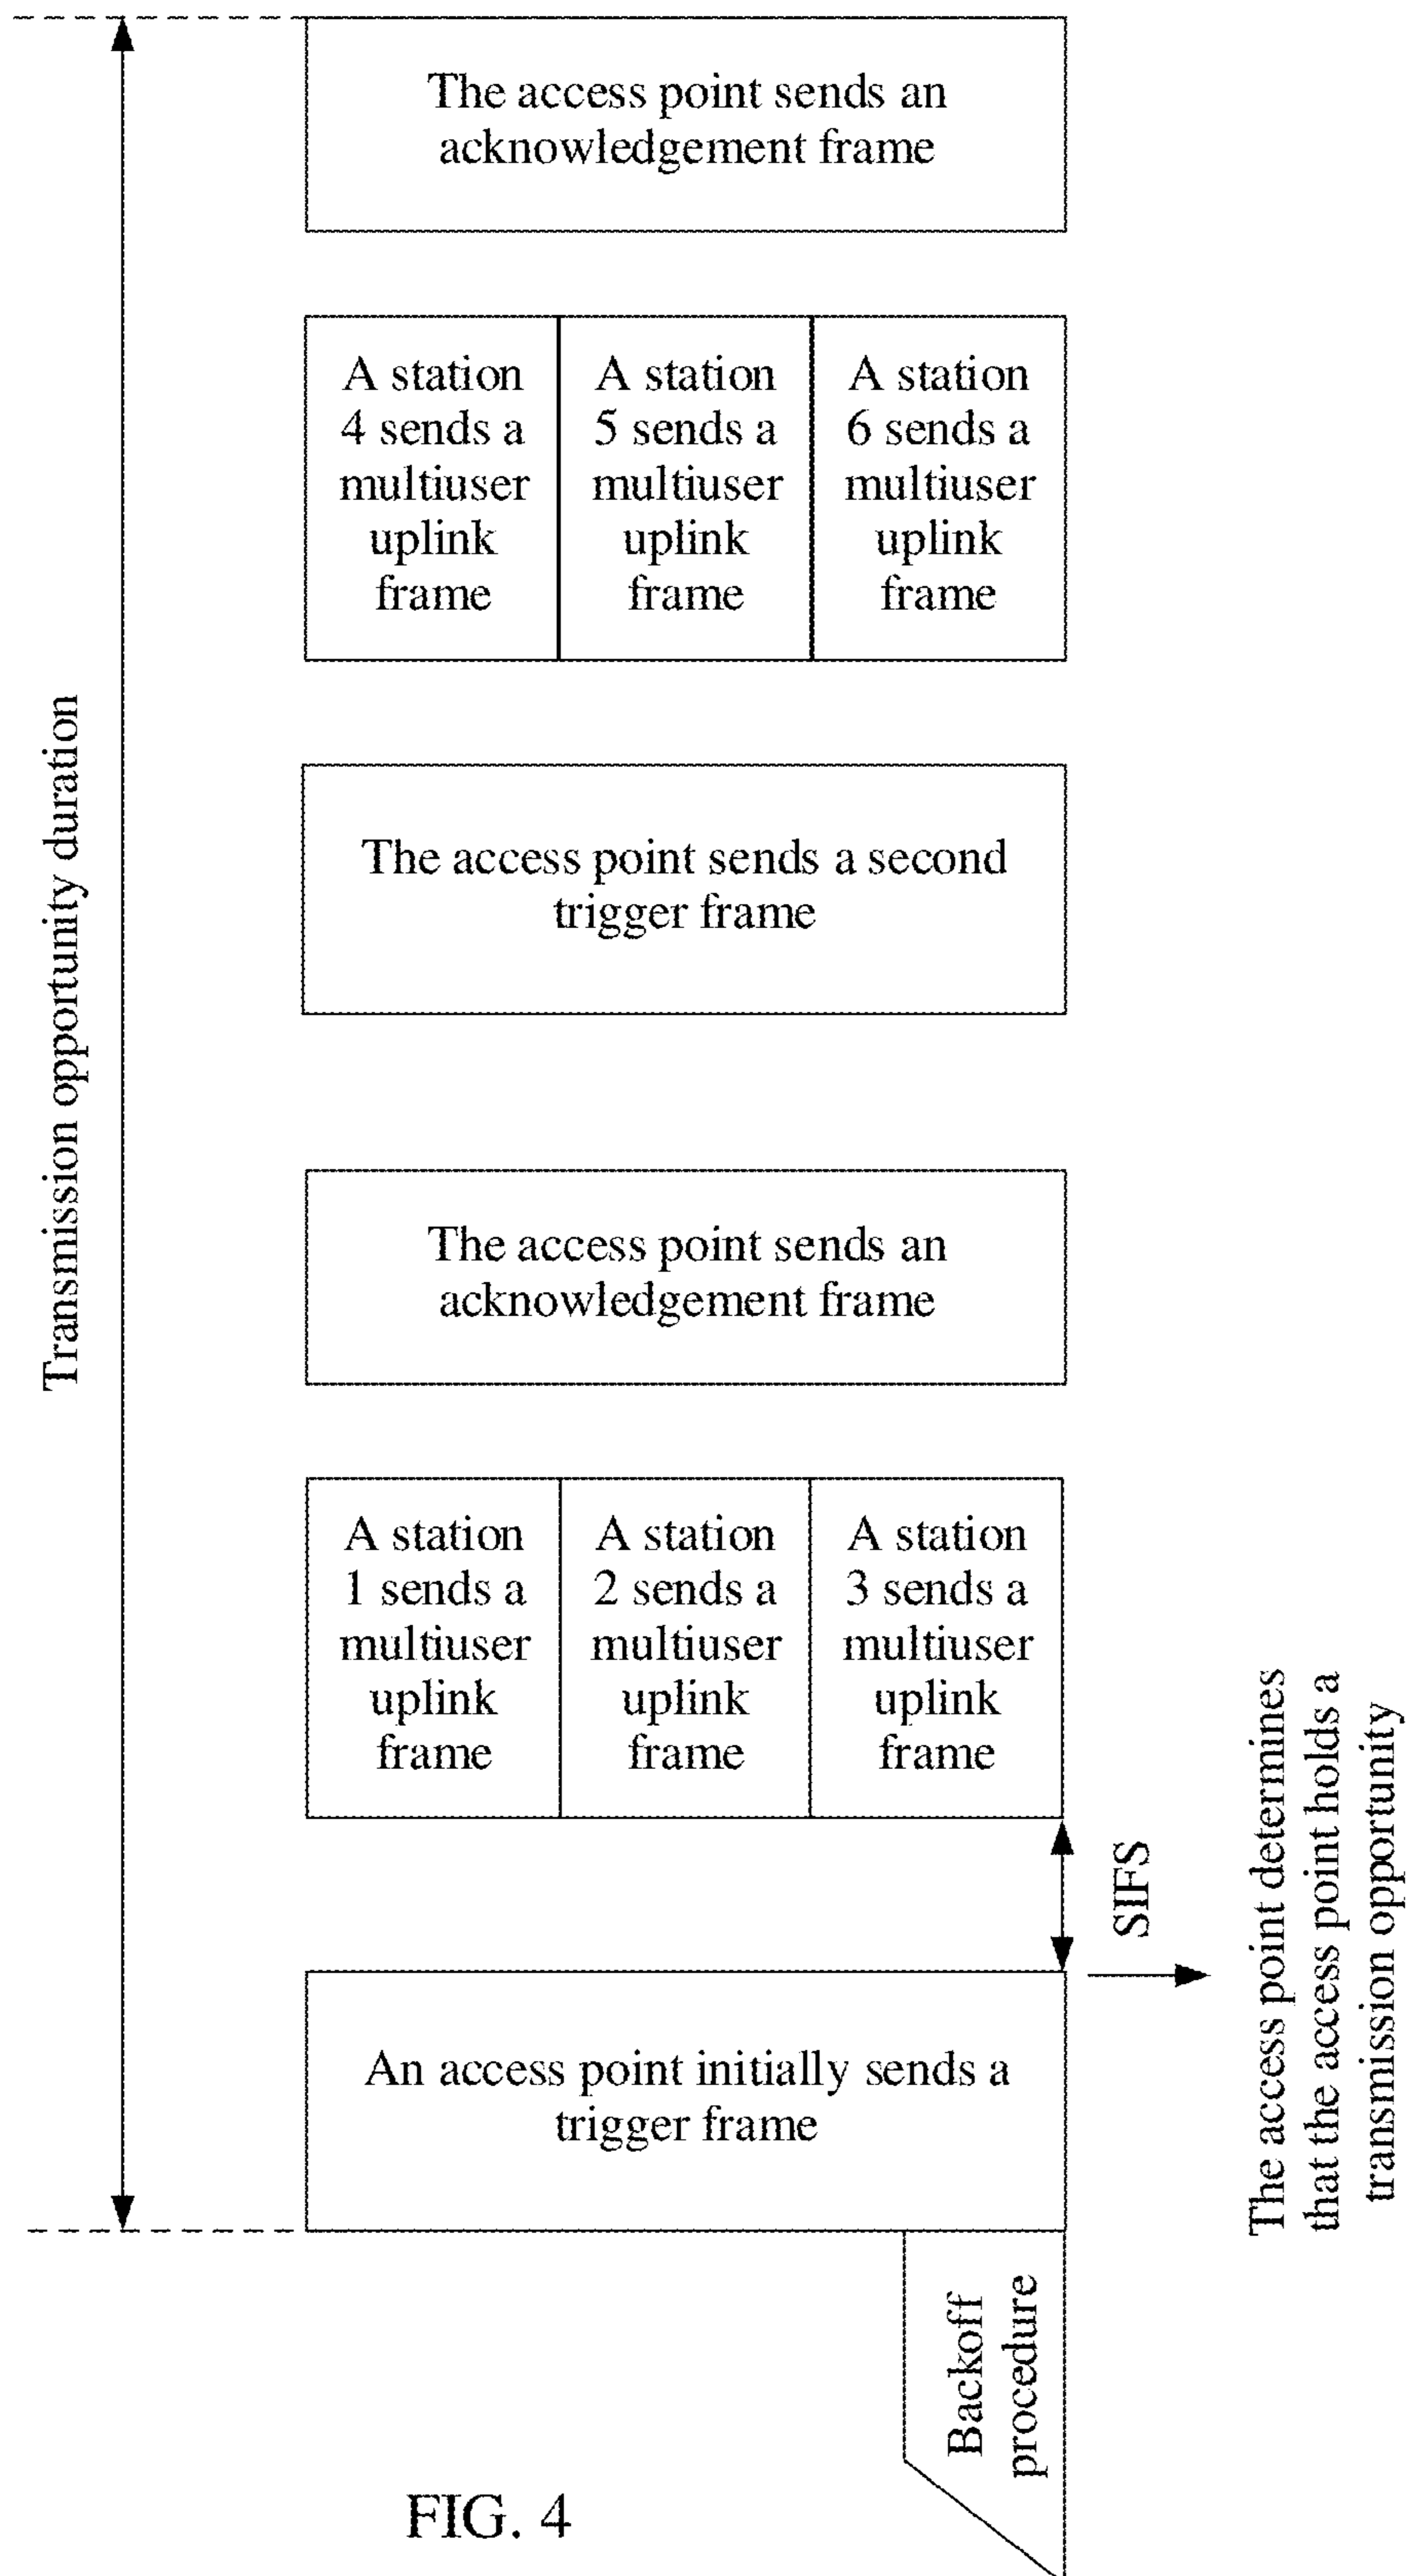 The access point sends an
acknowledgement frame
A station
4 sends a
multiuser
uplink
frame
A station
5 sends a
multiuser
uplink
frame
A station
6 sends a
multiuser
uplink
frame
Transmission opportunity duration
The access point sends a second
trigger frame
The access point sends an
acknowledgement frame
A station
1 sends a
multiuser
uplink
frame
A station
2 sends a
multiuser
uplink
frame
A station
3 sends a
multiuser
uplink
frame
SIFS
The access point determines
that the access point holds a
transmission opportunity
An access point initially sends a
trigger frame
Backoff
procedure
FIG. 4